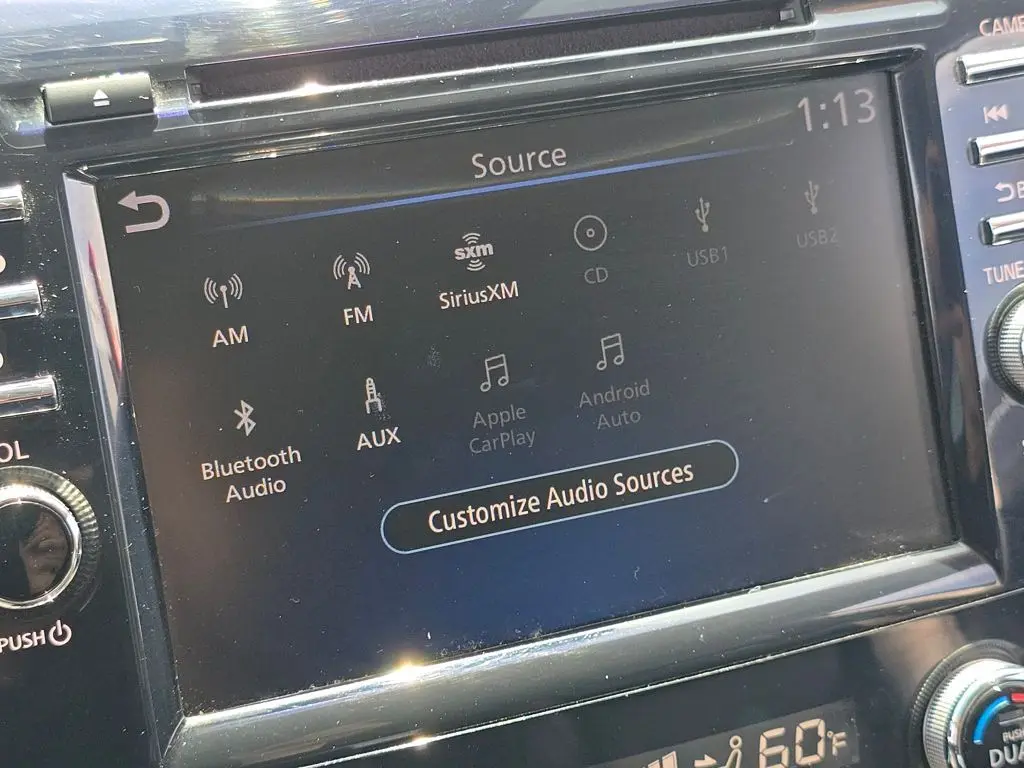 CAME
1:13
Source
AM
FM
sxm
SiriusXM
CD
USB1
USB2
TUNE
Bluetooth
Audio
AUX
Apple
CarPlay
Android
Auto
Customize Audio Sources
OL
PUSH
60°F
PUSH
DUA